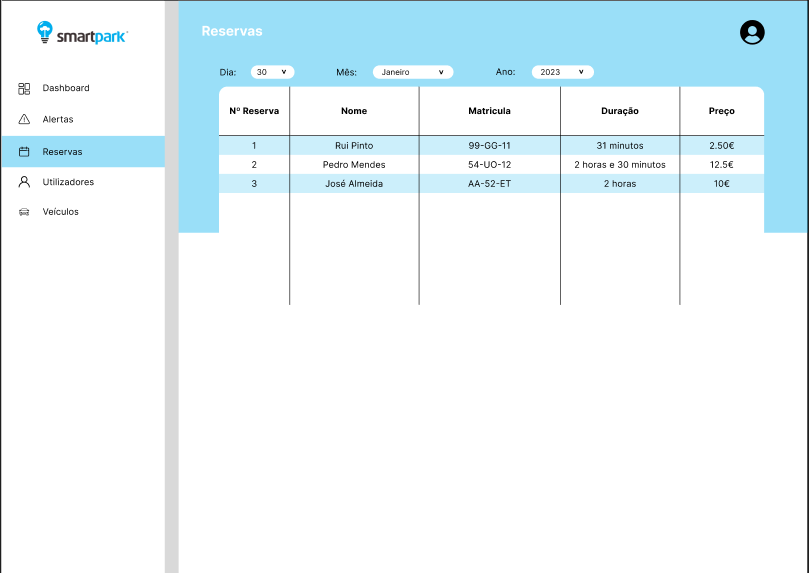 smartpark
Reservas
Dia: 30 Mês: Janeiro Ano: 2023
Dashboard
Alertas
Reservas
Utilizadores
Veículos
Nº Reserva Nome Matricula Duração Preço
1 Rui Pinto 99-GG-11 31 minutos 2.50€
2 Pedro Mendes 54-UO-12 2 horas e 30 minutos 12.5€
3 José Almeida AA-52-ET 2 horas 10€